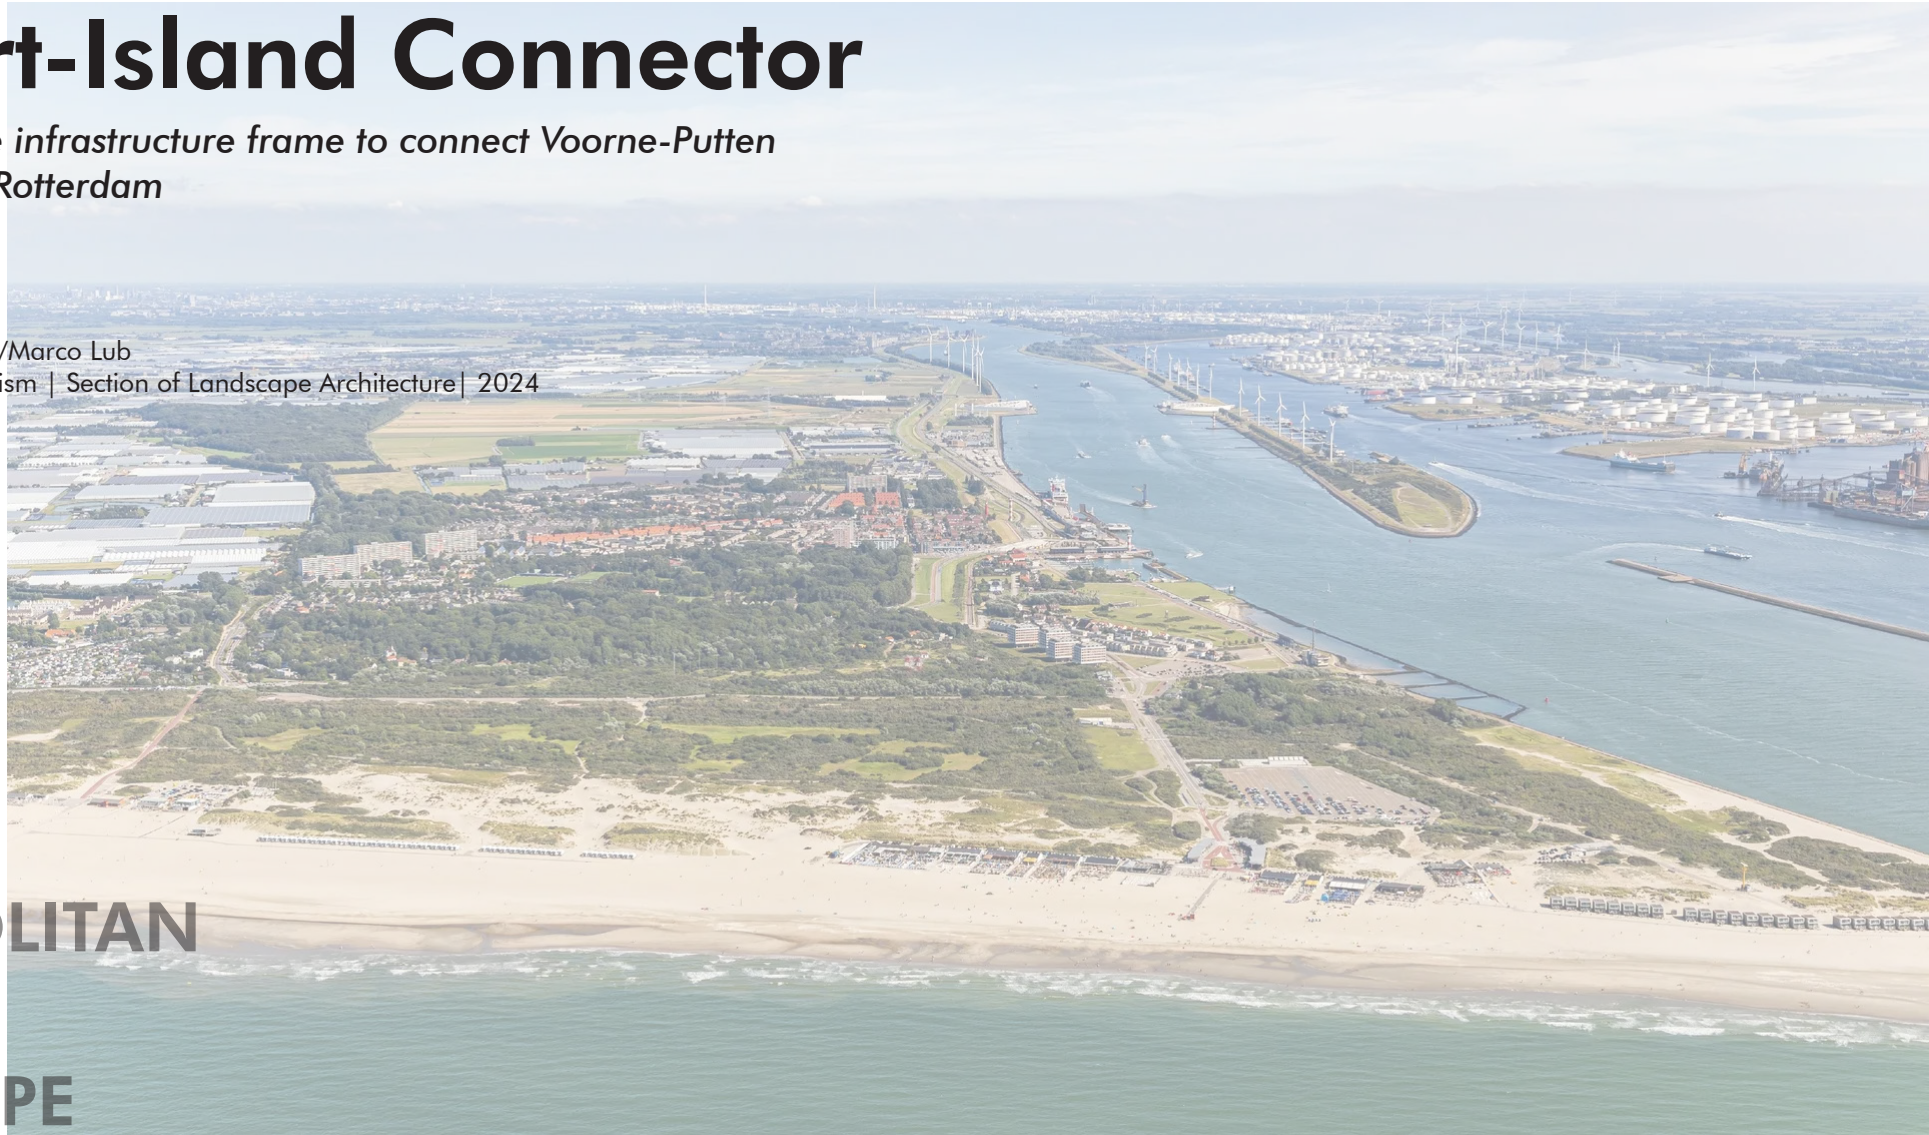 rt-Island Connector
e infrastructure frame to connect Voorne-Putten
Rotterdam
/Marco Lub
ism | Section of Landscape Architecture| 2024
OLITAN
PE